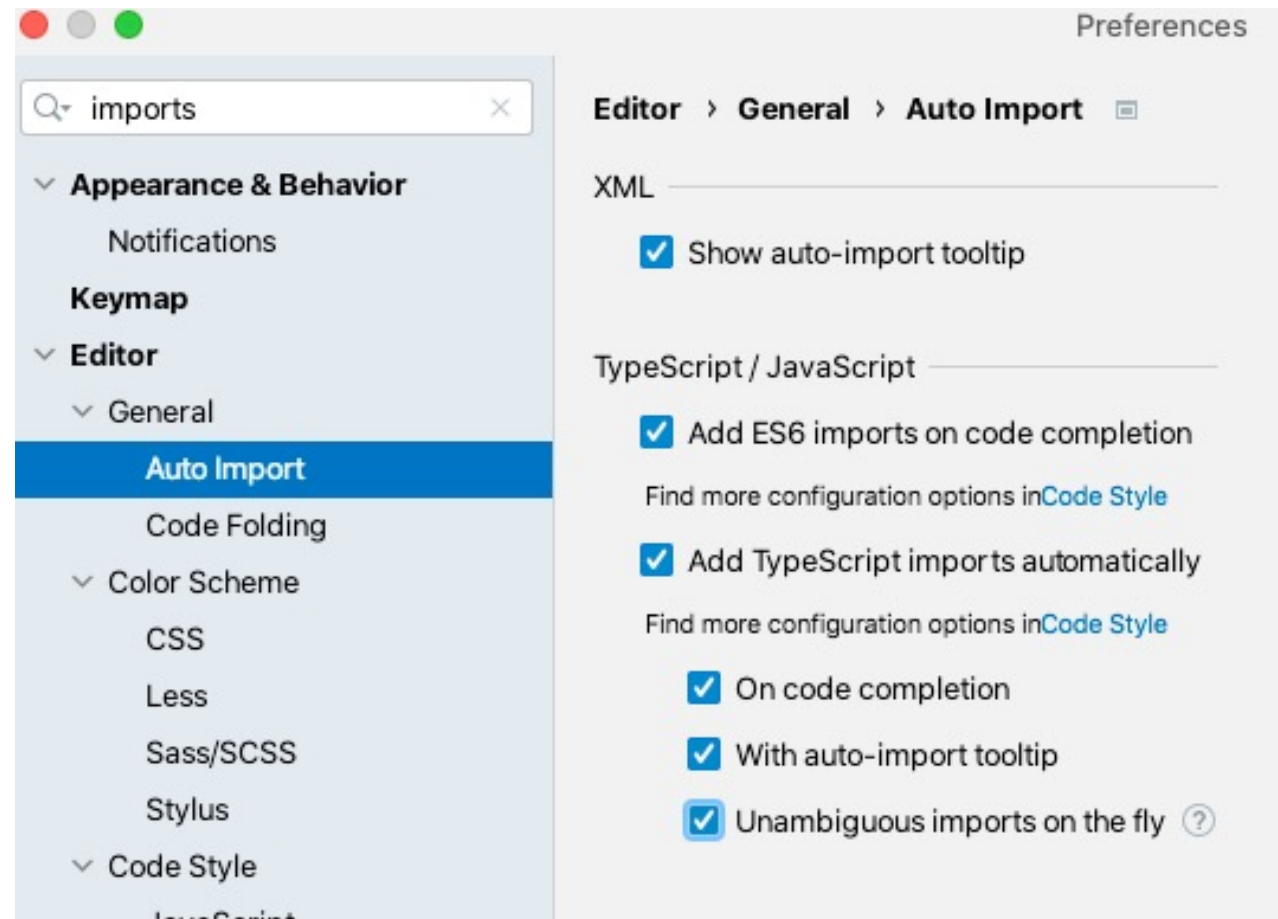 Preferences
imports
Appearance & Behavior
Notifications
Keymap
Editor
General
Auto Import
Code Folding
Color Scheme
CSS
Less
Sass/SCSS
Stylus
Code Style
JavaScript
Editor › General › Auto Import
XML
Show auto-import tooltip
TypeScript / JavaScript
Add ES6 imports on code completion
Find more configuration options inCode Style
Add TypeScript imports automatically
Find more configuration options inCode Style
On code completion
With auto-import tooltip
Unambiguous imports on the fly ?